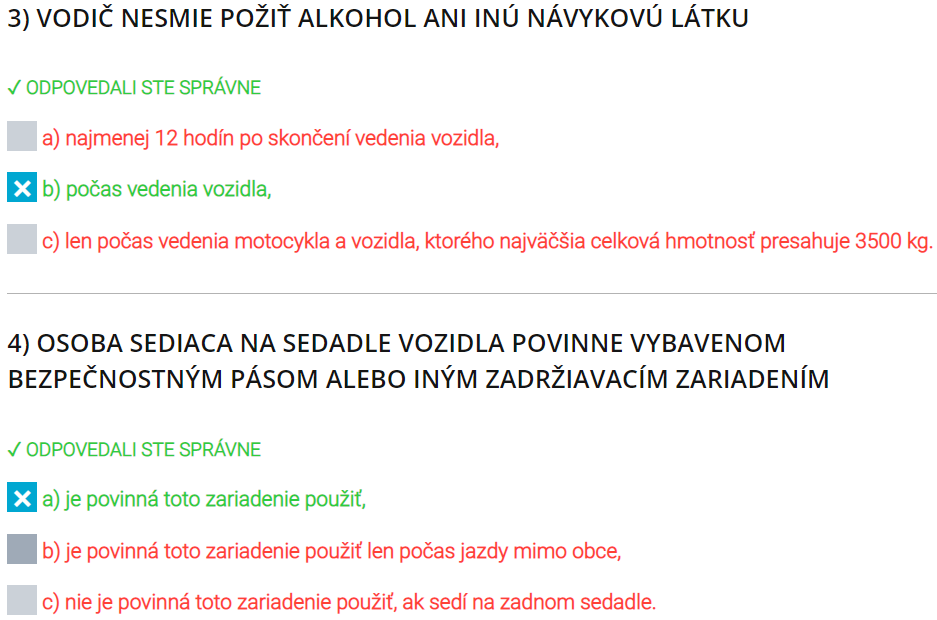 3) VODIČ NESMIE POŽIŤ ALKOHOL ANI INÚ NÁVYKOVÚ LÁTKU
✓ ODPOVEDALI STE SPRÁVNE
a) najmenej 12 hodín po skončení vedenia vozidla,
b) počas vedenia vozidla,
c) len počas vedenia motocykla a vozidla, ktorého najväčšia celková hmotnosť presahuje 3500 kg.
4) OSOBA SEDIACA NA SEDADLE VOZIDLA POVINNE VYBAVENOM
BEZPEČNOSTNÝM PÁSOM ALEBO INÝM ZADRŽIAVACÍM ZARIADENÍM
✓ ODPOVEDALI STE SPRÁVNE
a) je povinná toto zariadenie použiť,
b) je povinná toto zariadenie použiť len počas jazdy mimo obce,
c) nie je povinná toto zariadenie použiť, ak sedí na zadnom sedadle.